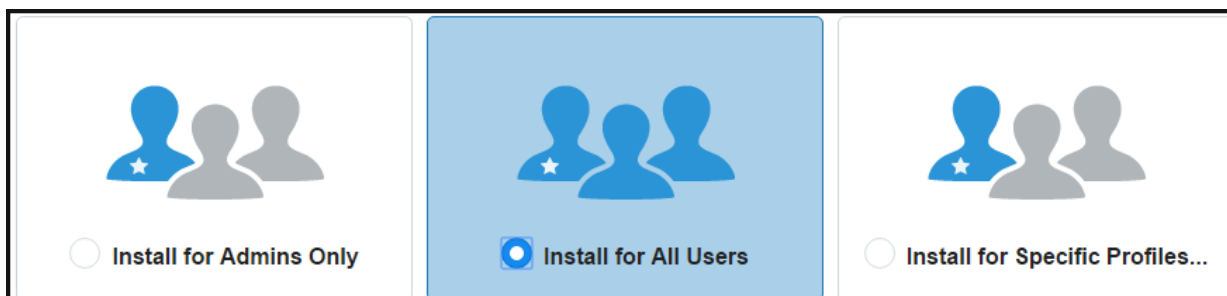 Install for Admins Only
Install for All Users
Install for Specific Profiles...